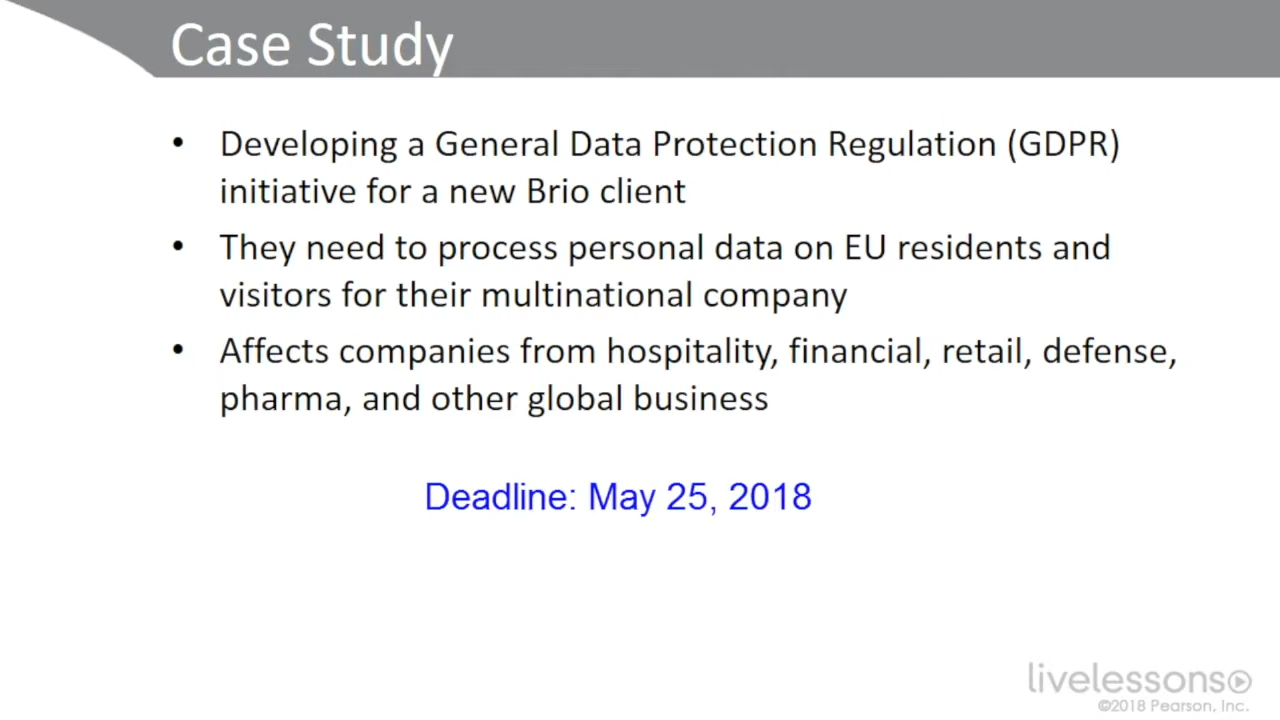 Case Study
• Developing a General Data Protection Regulation (GDPR)
initiative for a new Brio client
• They need to process personal data on EU residents and
visitors for their multinational company
• Affects companies from hospitality, financial, retail, defense,
pharma, and other global business
Deadline: May 25, 2018
livelessons
©2018 Pearson, Inc.